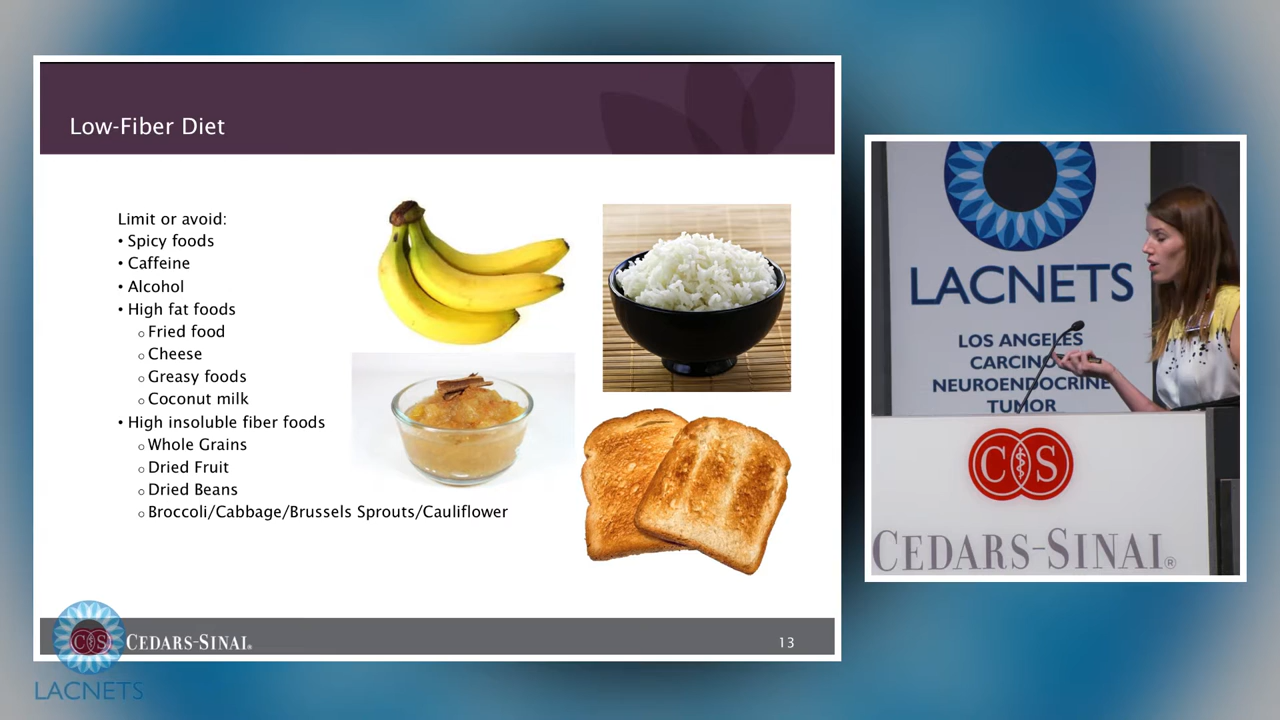 Low-Fiber Diet
Limit or avoid:
• Spicy foods
• Caffeine
• Alcohol
• High fat foods
o Fried food
o Cheese
o Greasy foods
o Coconut milk
• High insoluble fiber foods
o Whole Grains
o Dried Fruit
o Dried Beans
o Broccoli/Cabbage/Brussels Sprouts/Cauliflower
CS
CEDARS-SINAI®
13
LACNETS
LACNETS
LOS ANGELES
CARCINO
NEUROENDOCRINE
TUMOR
CS
CEDARS-SINAI®